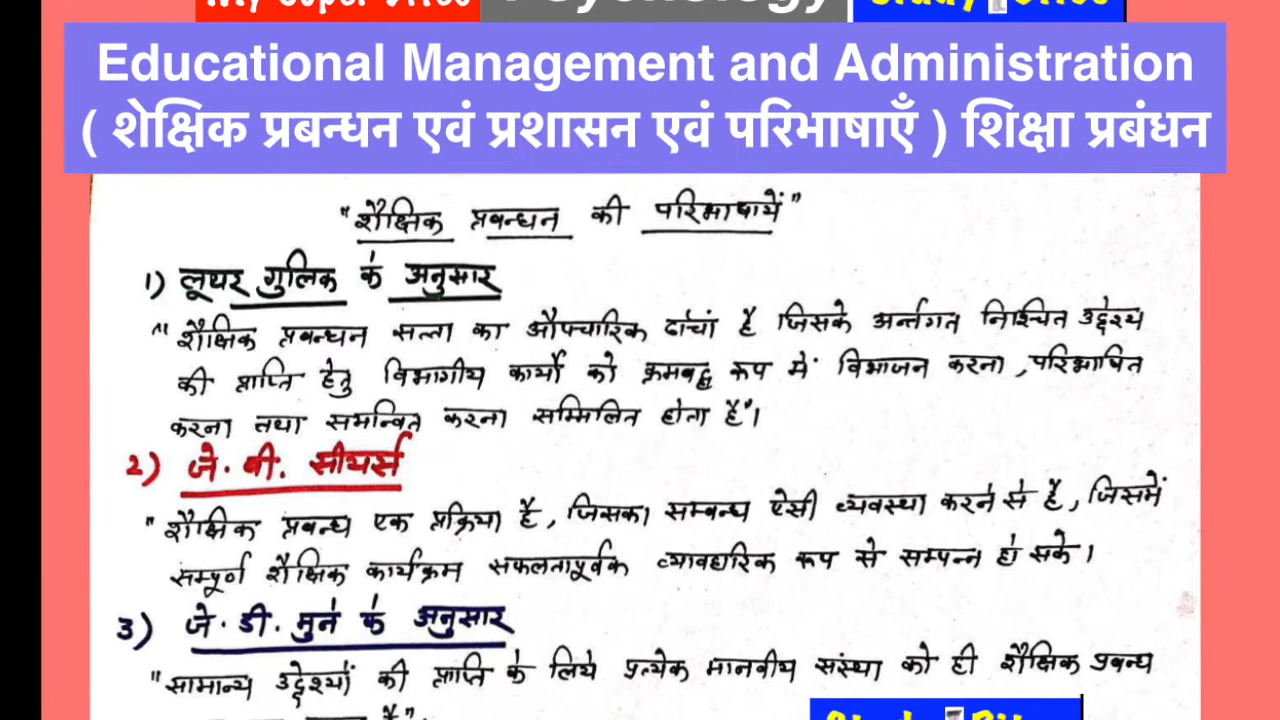 Psychology
Educational Management and Administration
( शेक्षिक प्रबन्धन एवं प्रशासन एवं परिभाषाएँ ) शिक्षा प्रबंधन
"शैक्षिक प्रबन्धन की परिभाषायें"
1) लूथर गुलिक के अनुसार
"शैक्षिक प्रबन्धन सत्ता का औपचारिक ढांचां है जिसके अर्न्तगत निश्चित उद्देश्य
की प्राप्ति हेतु विभागीय कार्यों को क्रमबद्ध रूप में विभाजन करना, परिभाषित
करना तथा समन्वित करना सम्मिलित होता है"।
2) जे. बी. सीयर्स
"शैक्षिक प्रबन्ध एक प्रक्रिया है, जिसका सम्बन्ध ऐसी व्यवस्था करने से है, जिसमें
सम्पूर्ण शैक्षिक कार्यक्रम सफलतापूर्वक व्यावहारिक रूप से सम्पन्न हो सके।
3) जे. डी. मुने के अनुसार
"सामान्य उद्देश्यों की प्राप्ति के लिये प्रत्येक मानवीय संस्था को ही शैक्षिक प्रबन्ध